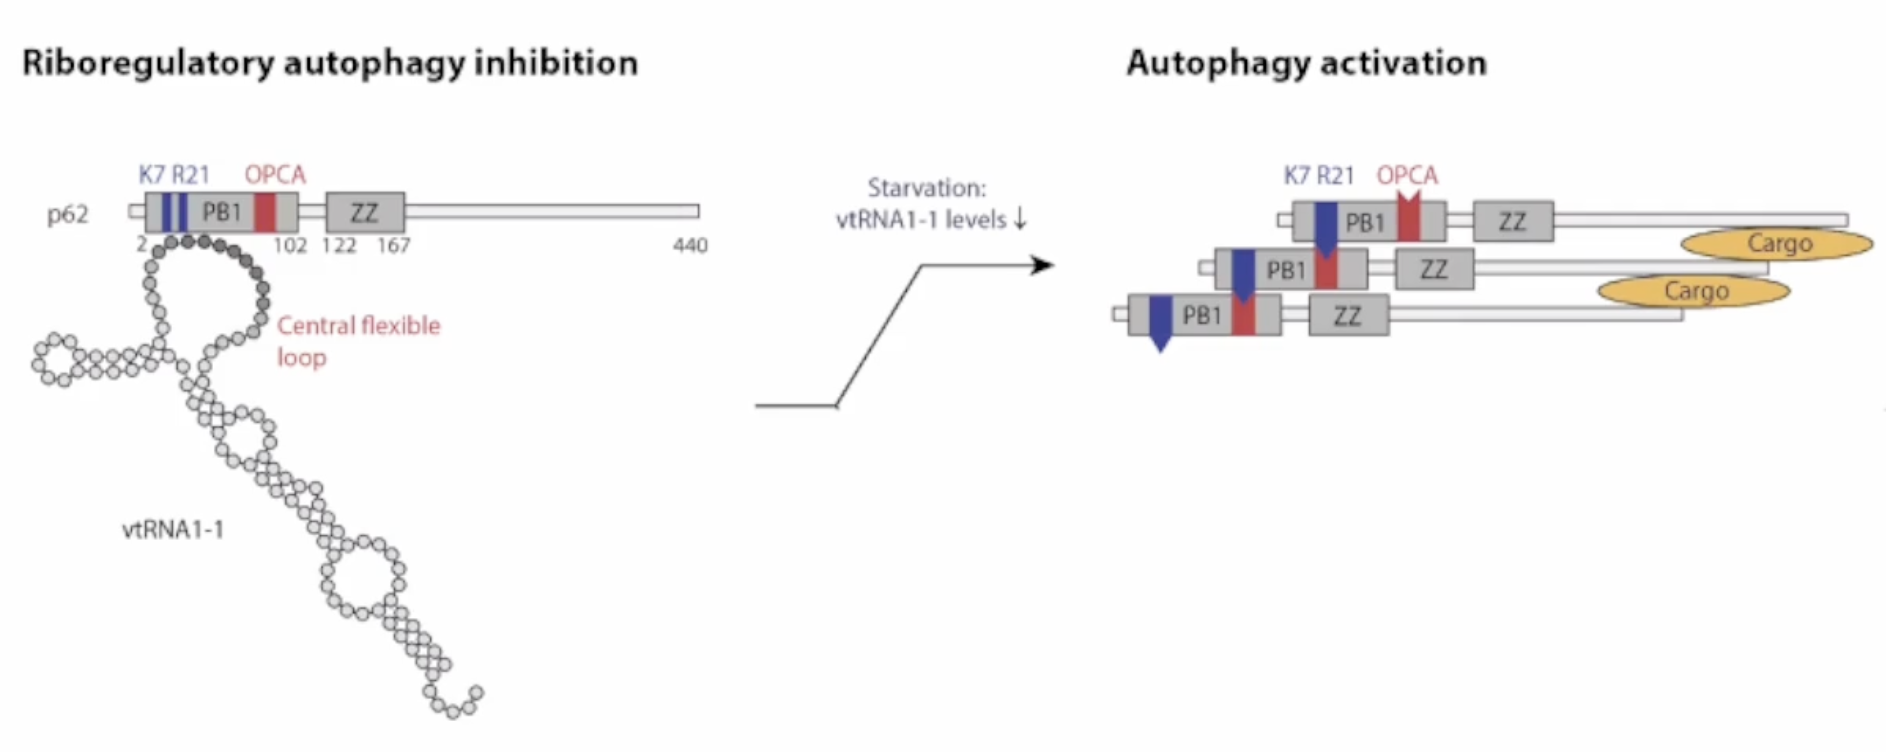 Riboregulatory autophagy inhibition
Autophagy activation
K7 R21 OPCA
p62 PB1 ZZ
2 102 122 167 440
Central flexible
loop
vtRNA1-1
Starvation:
vtRNA1-1 levels ↓
K7 R21 OPCA
PB1 ZZ
Cargo
PB1 ZZ
Cargo
PB1 ZZ